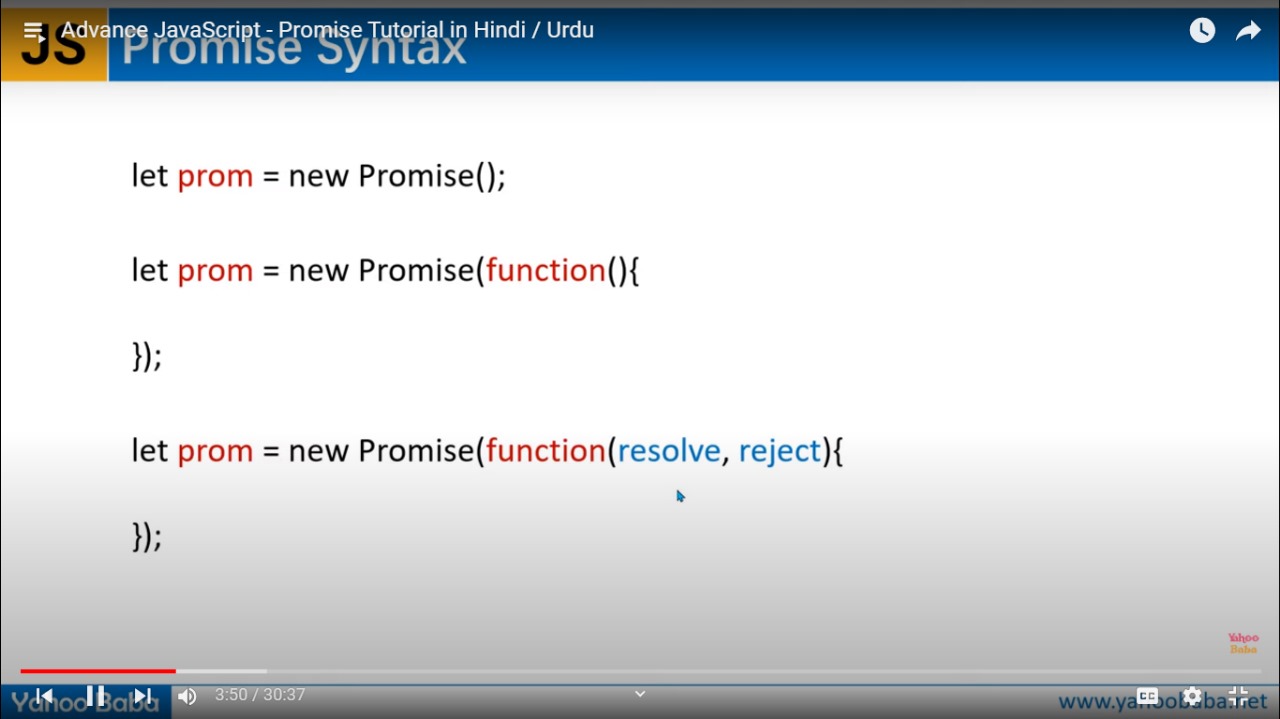 Advance JavaScript - Promise Tutorial in Hindi / Urdu
JS Promise Syntax
let prom = new Promise();
let prom = new Promise(function(){
});
let prom = new Promise(function(resolve, reject){
});
Yahoo
Baba
3:50 / 30:37
CC
Yahoo Baba
www.yahoobaba.net